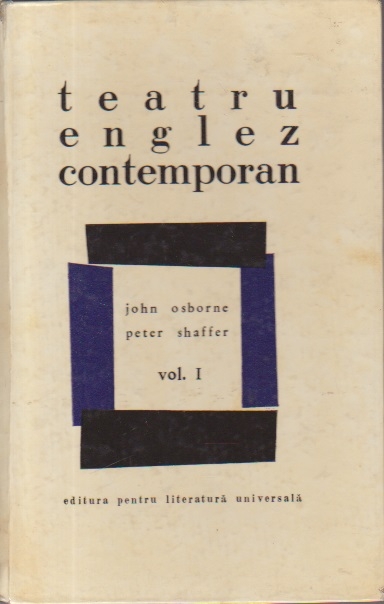 teatru
englez
contemporan
john osborne
peter shaffer
vol. I
editura pentru literatură universală